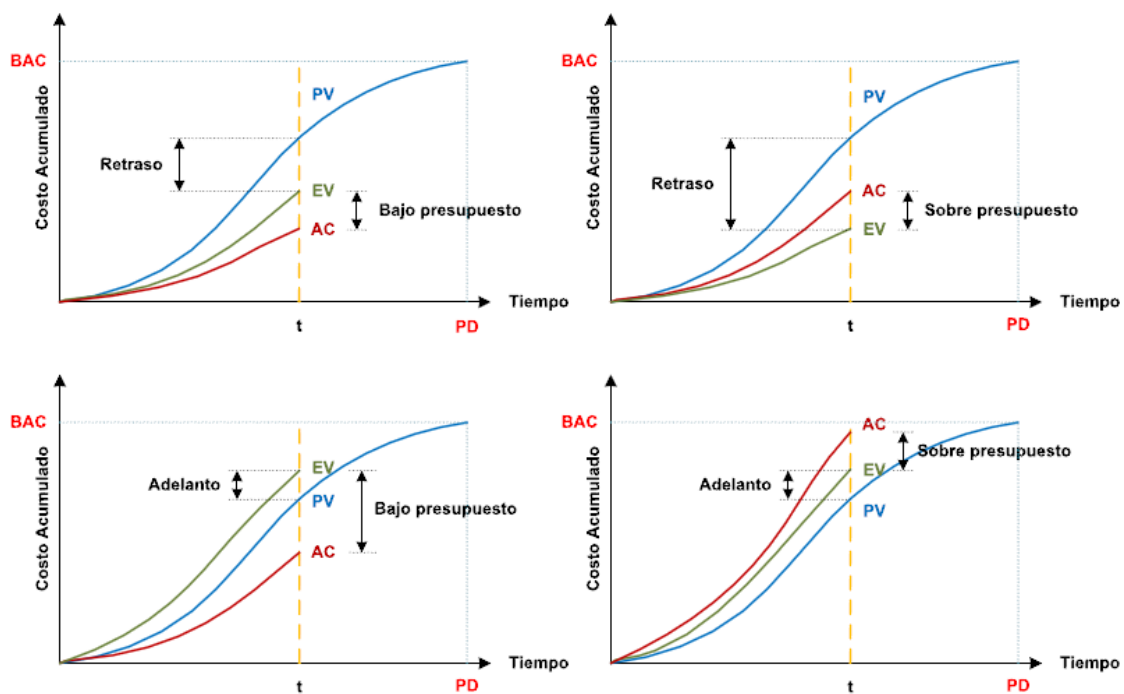 BAC
Costo Acumulado
PV
Retraso
EV
Bajo presupuesto
AC
Tiempo
t
PD
BAC
Costo Acumulado
PV
Retraso
AC
Sobre presupuesto
EV
Tiempo
t
PD
BAC
Costo Acumulado
EV
Adelanto
PV
Bajo presupuesto
AC
Tiempo
t
PD
BAC
Costo Acumulado
AC
Sobre presupuesto
EV
Adelanto
PV
Tiempo
t
PD